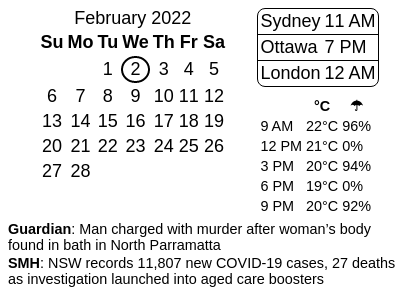 February 2022
Su Mo Tu We Th Fr Sa
1 2 3 4 5
6 7 8 9 10 11 12
13 14 15 16 17 18 19
20 21 22 23 24 25 26
27 28
Sydney 11 AM
Ottawa 7 PM
London 12 AM
°C ☂
9 AM 22°C 96%
12 PM 21°C 0%
3 PM 20°C 94%
6 PM 19°C 0%
9 PM 20°C 92%
Guardian: Man charged with murder after woman's body
found in bath in North Parramatta
SMH: NSW records 11,807 new COVID-19 cases, 27 deaths
as investigation launched into aged care boosters